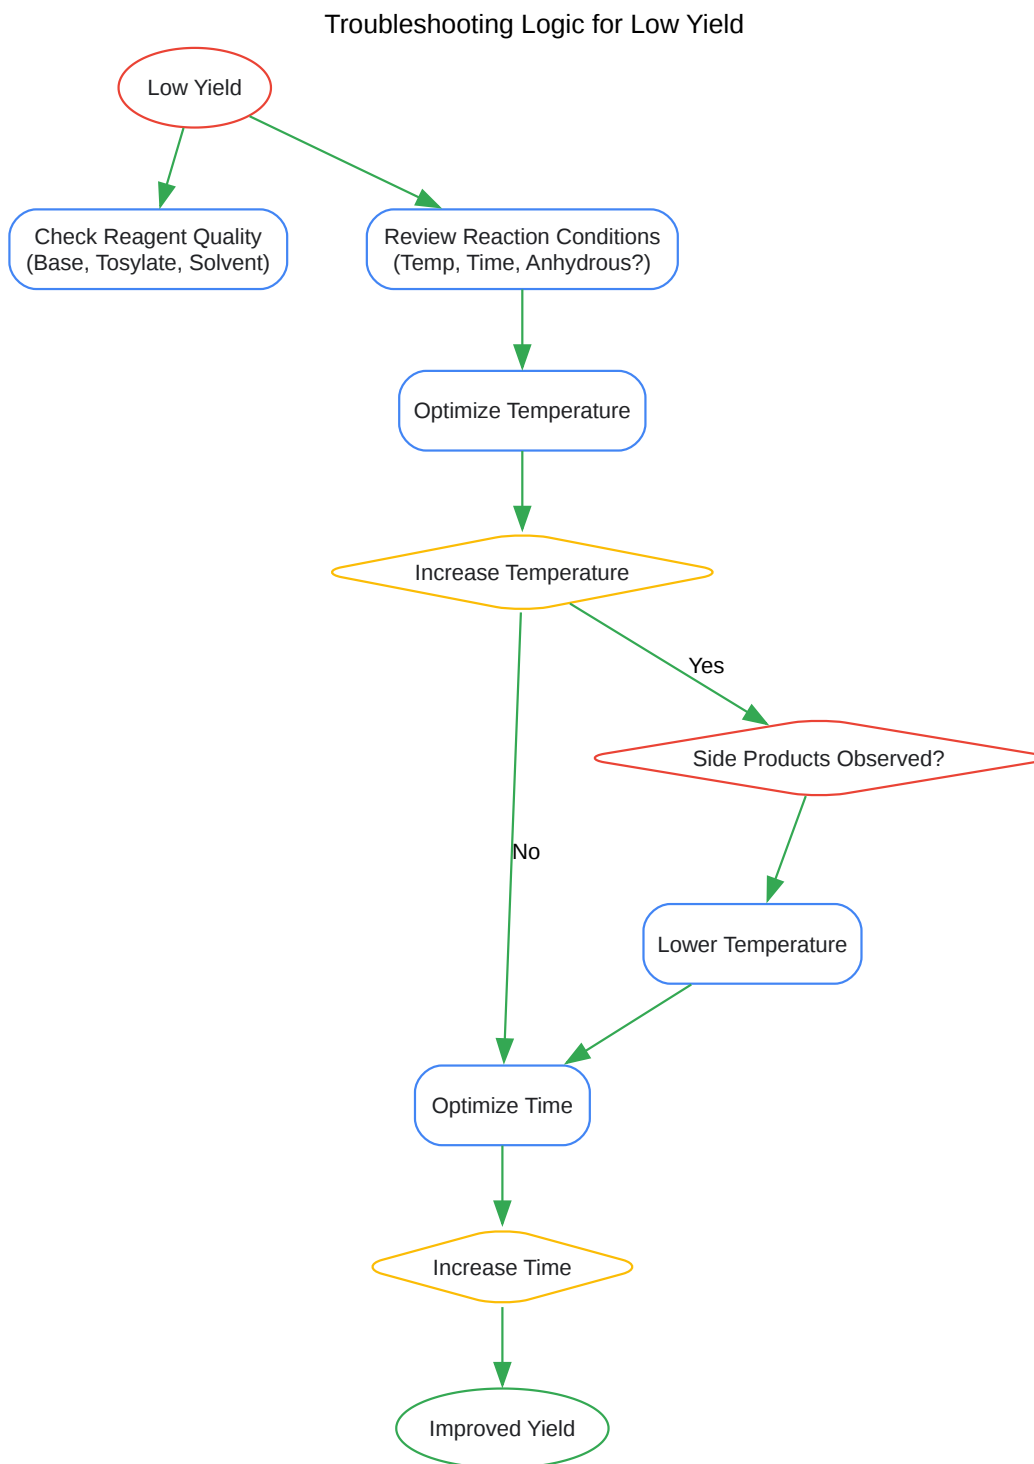 Troubleshooting Logic for Low Yield
Low Yield
Check Reagent Quality
(Base, Tosylate, Solvent)
Review Reaction Conditions
(Temp, Time, Anhydrous?)
Optimize Temperature
Increase Temperature
Yes
Side Products Observed?
No
Lower Temperature
Optimize Time
Increase Time
Improved Yield